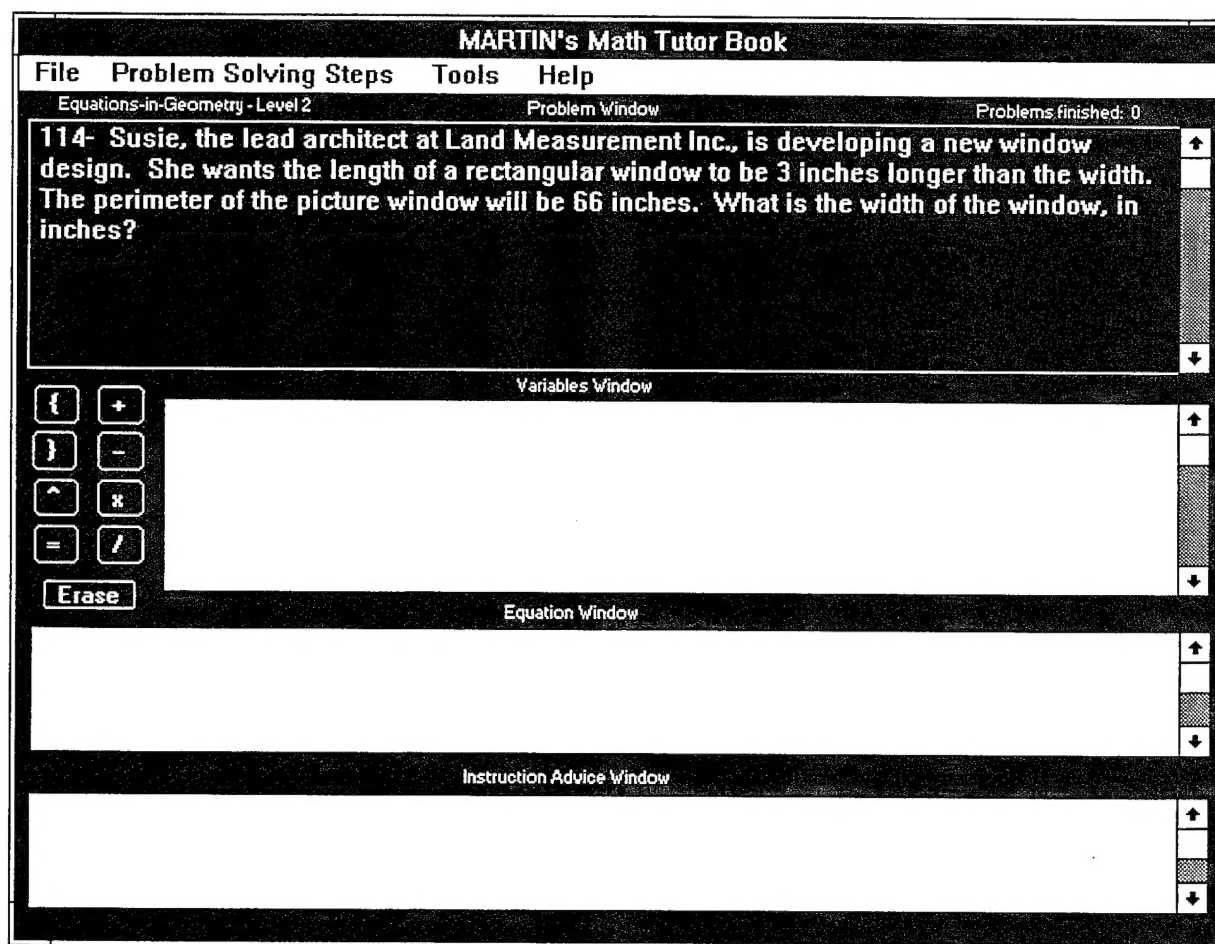 MARTIN's Math Tutor Book
File Problem Solving Steps Tools Help
Equations-in-Geometry - Level 2 Problem Window Problems finished: 0
114- Susie, the lead architect at Land Measurement Inc., is developing a new window
design. She wants the length of a rectangular window to be 3 inches longer than the width.
The perimeter of the picture window will be 66 inches. What is the width of the window, in
inches?
Variables Window
{ +
} -
^ x
= /
Erase
Equation Window
Instruction Advice Window